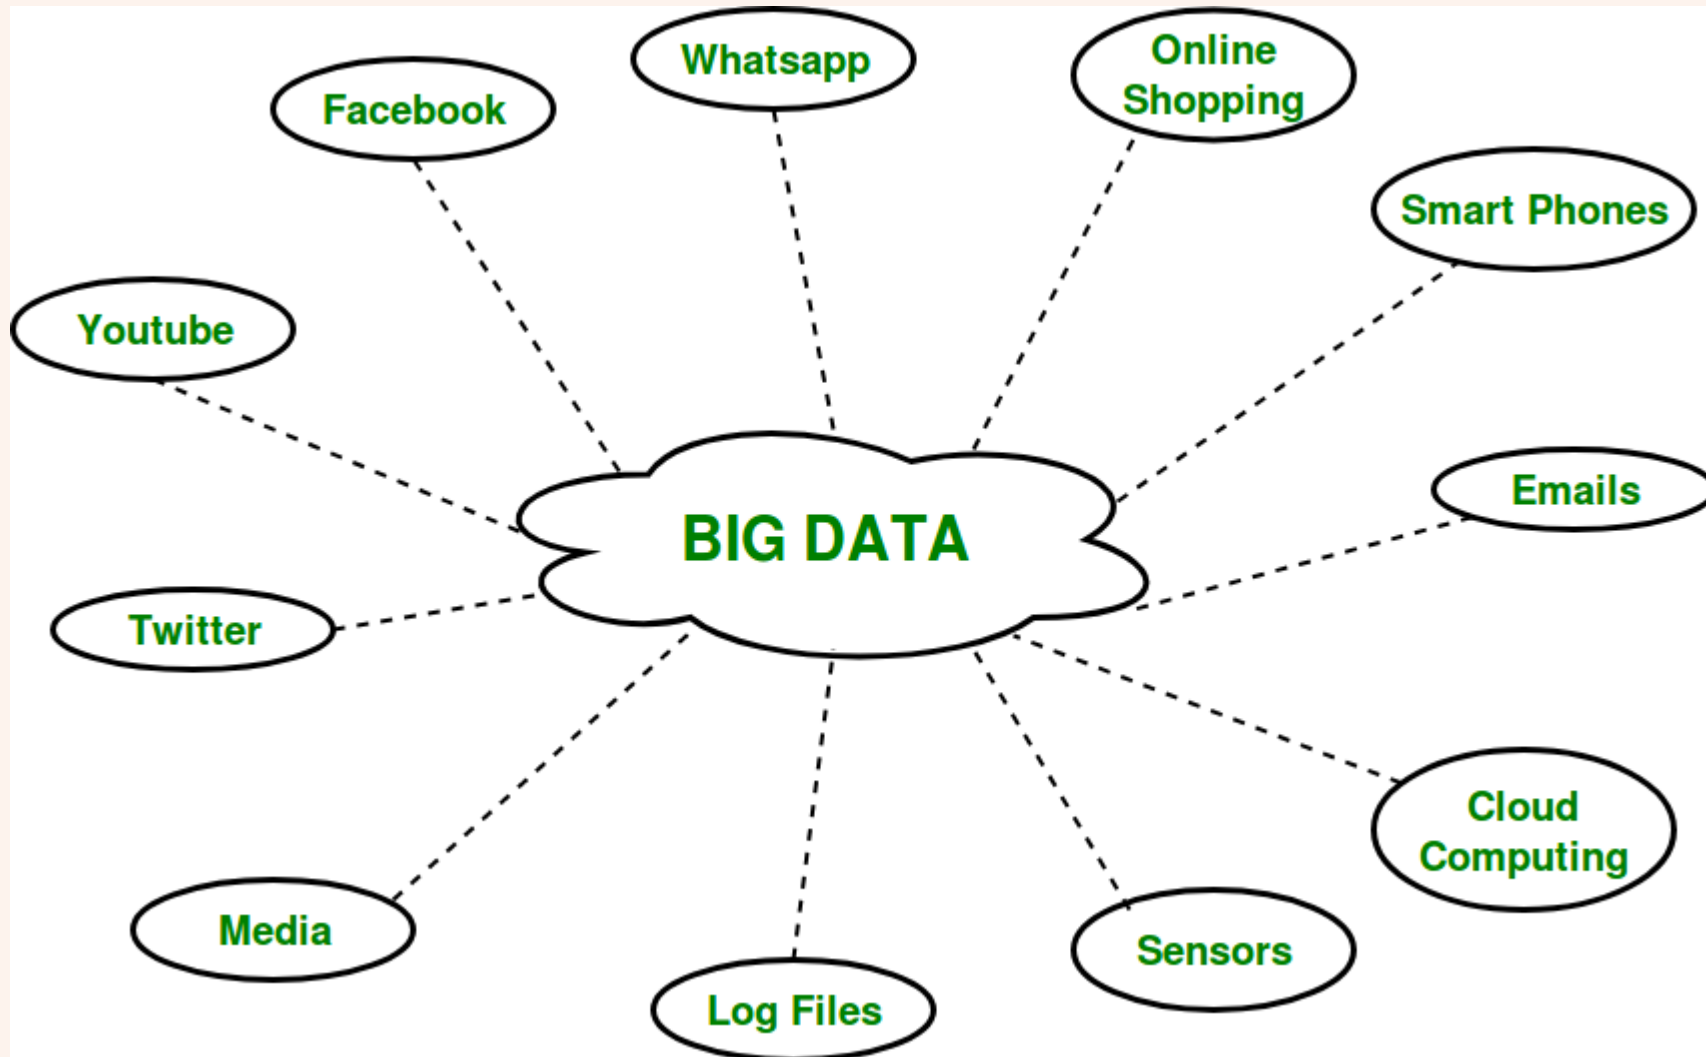 Whatsapp
Online
Shopping
Facebook
Smart Phones
Youtube
Emails
BIG DATA
Twitter
Cloud
Computing
Media
Sensors
Log Files